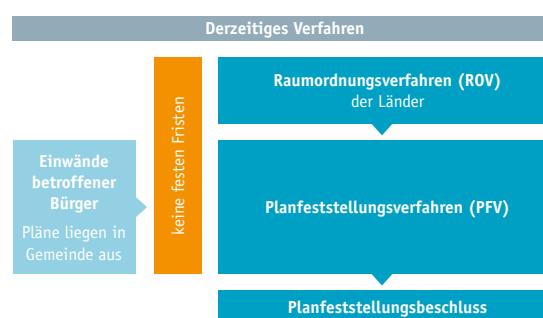 Derzeitiges Verfahren
Raumordnungsverfahren (ROV)
der Länder
keine festen Fristen
Einwände
betroffener
Bürger
Pläne liegen in
Gemeinde aus
Planfeststellungsverfahren (PFV)
Planfeststellungsbeschluss